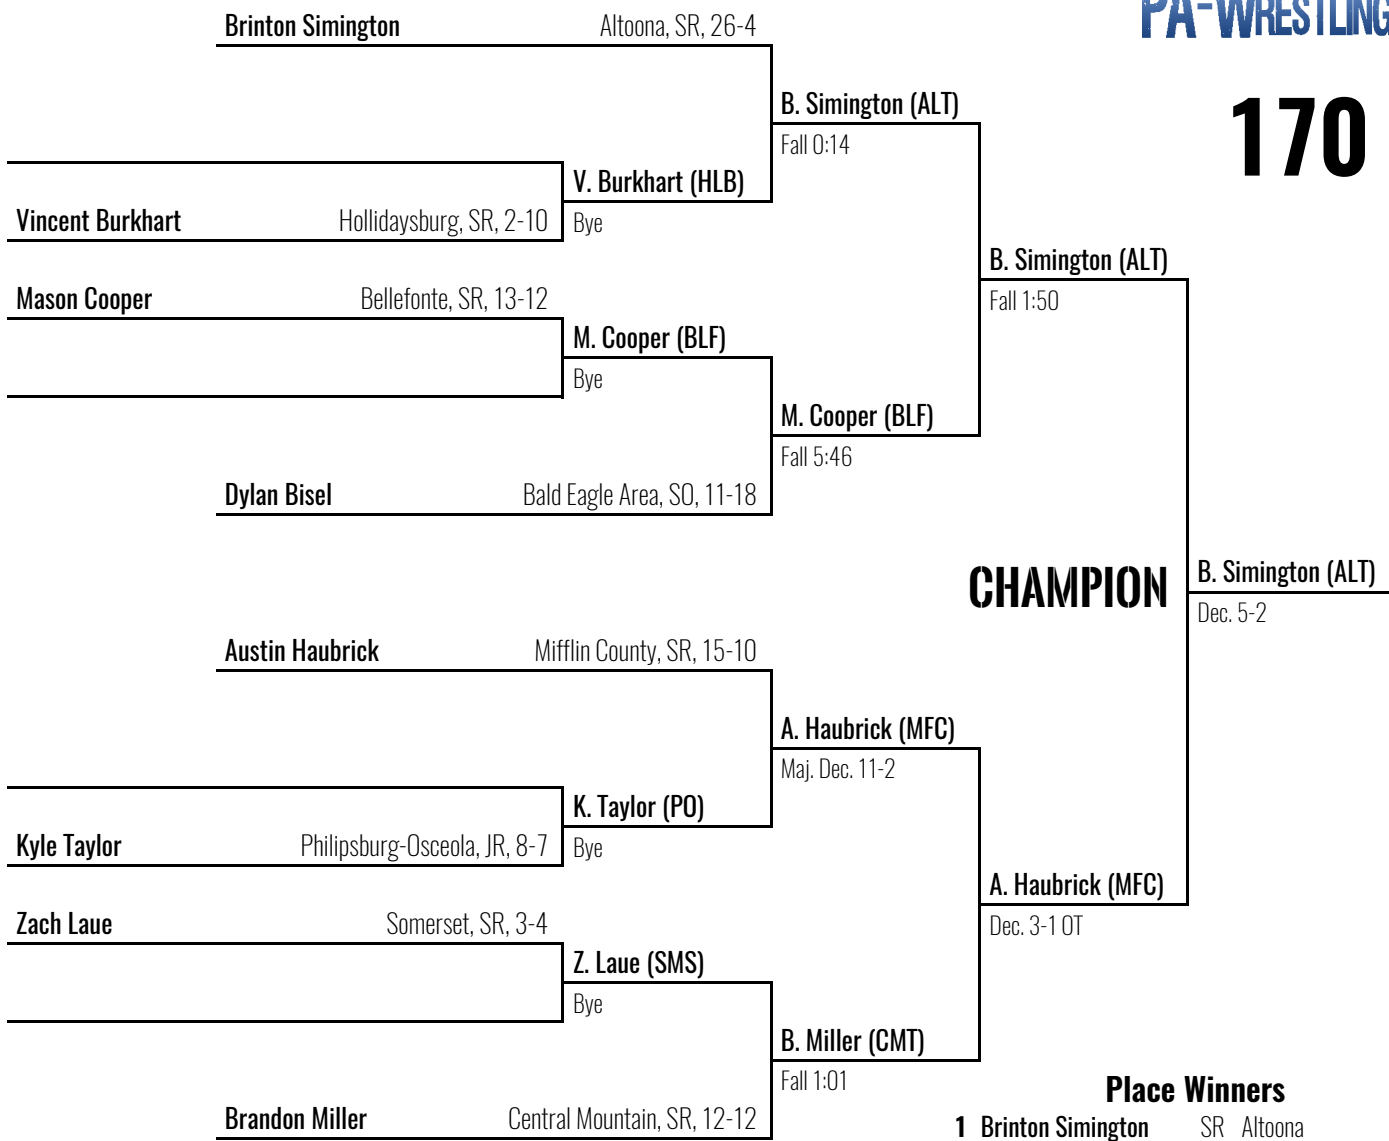 PA-WRESTLING
170
Brinton Simington Altoona, SR, 26-4
B. Simington (ALT)
Fall 0:14
V. Burkhart (HLB)
Vincent Burkhart Hollidaysburg, SR, 2-10
Bye
B. Simington (ALT)
Fall 1:50
Mason Cooper Bellefonte, SR, 13-12
M. Cooper (BLF)
Bye
M. Cooper (BLF)
Fall 5:46
Dylan Bisel Bald Eagle Area, SO, 11-18
CHAMPION
B. Simington (ALT)
Dec. 5-2
Austin Haubrick Mifflin County, SR, 15-10
A. Haubrick (MFC)
Maj. Dec. 11-2
K. Taylor (PO)
Kyle Taylor Philipsburg-Osceola, JR, 8-7
Bye
A. Haubrick (MFC)
Dec. 3-1 OT
Zach Laue Somerset, SR, 3-4
Z. Laue (SMS)
Bye
B. Miller (CMT)
Fall 1:01
Brandon Miller Central Mountain, SR, 12-12
Place Winners
1 Brinton Simington SR Altoona